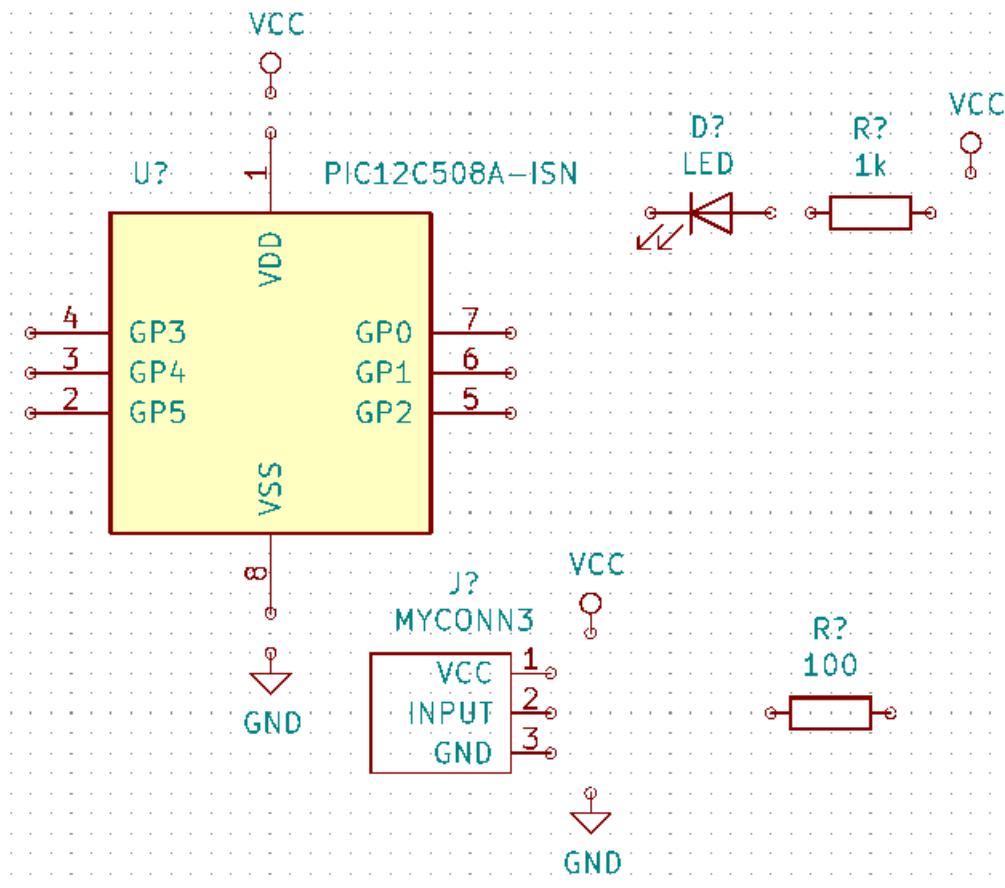 VCC
VCC
D?
R?
U?
PIC12C508A-ISN
LED
1k
1
VDD
4
GP3
GP0
7
3
GP4
GP1
6
2
GP5
GP2
5
VSS
8
J?
VCC
MYCONN3
R?
100
VCC
1
INPUT
2
GND
3
GND
GND